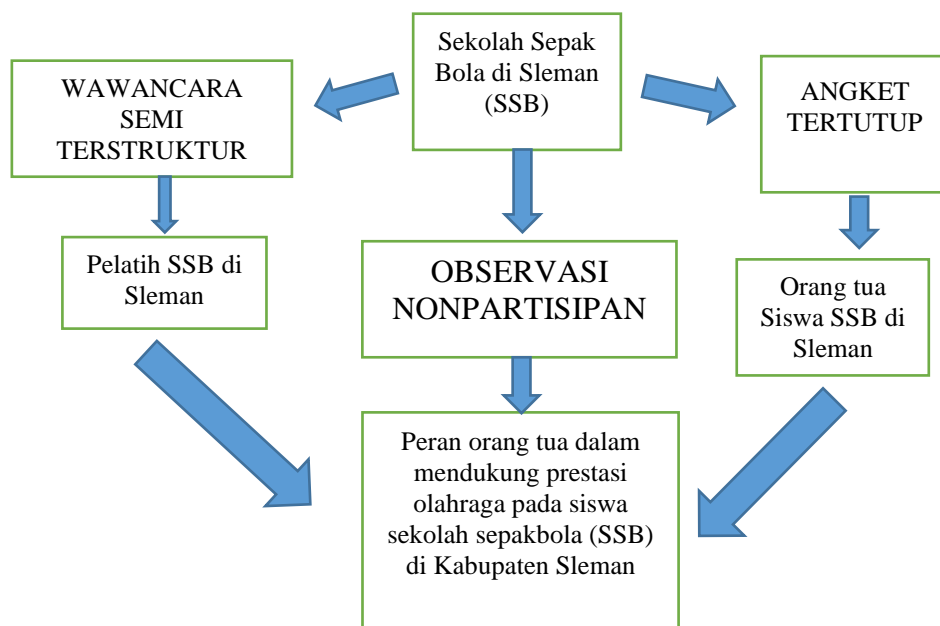 Sekolah Sepak
Bola di Sleman
(SSB)
WAWANCARA
SEMI
TERSTRUKTUR
ANGKET
TERTUTUP
Pelatih SSB di
Sleman
OBSERVASI
NONPARTISIPAN
Orang tua
Siswa SSB di
Sleman
Peran orang tua dalam
mendukung prestasi
olahraga pada siswa
sekolah sepakbola (SSB)
di Kabupaten Sleman